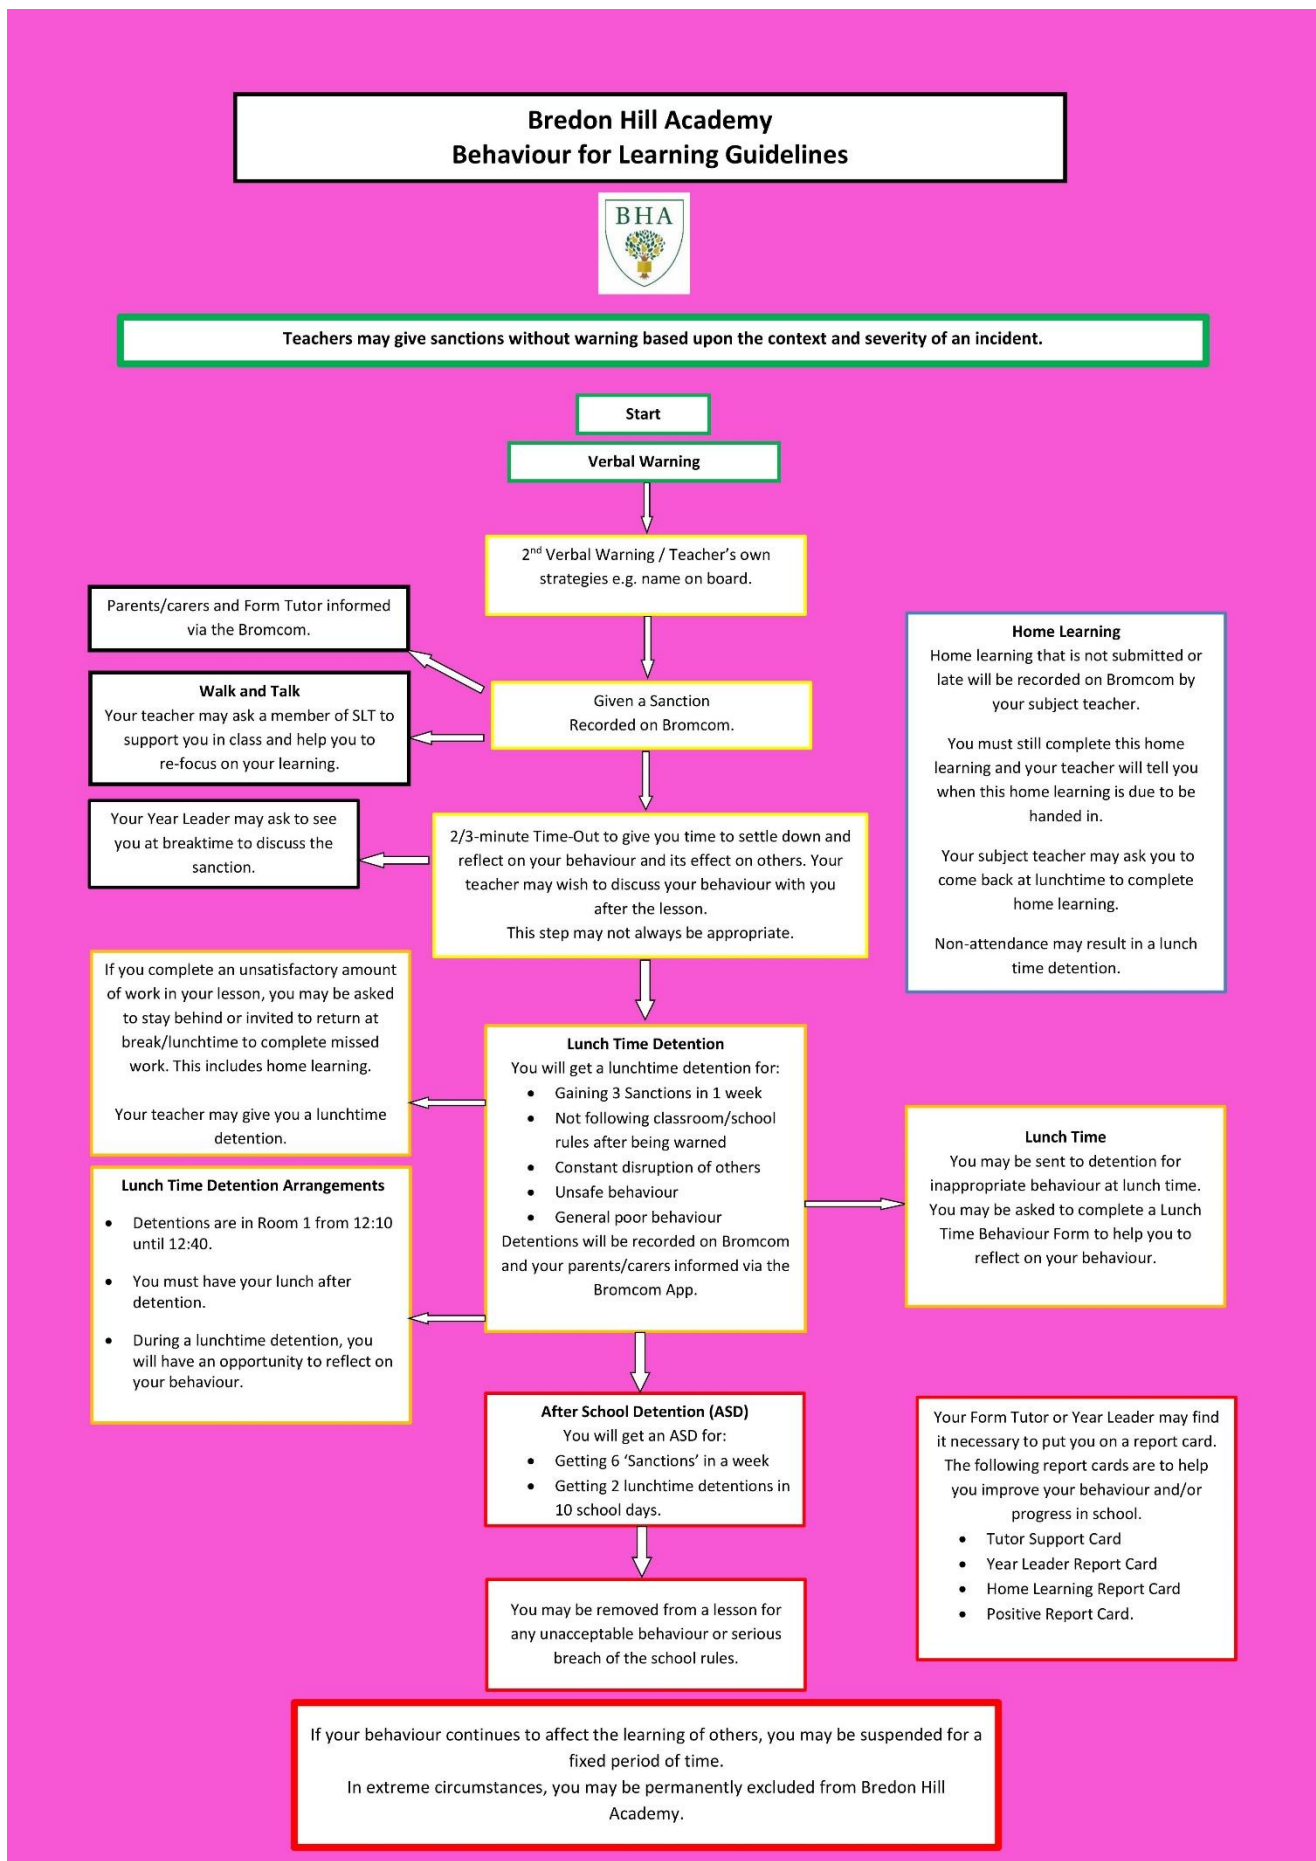 Bredon Hill Academy
Behaviour for Learning Guidelines
BHA
Teachers may give sanctions without warning based upon the context and severity of an incident.
Start
Verbal Warning
2nd Verbal Warning / Teacher's own
strategies e.g. name on board.
Parents/carers and Form Tutor informed
via the Bromcom.
Walk and Talk
Your teacher may ask a member of SLT to
support you in class and help you to
re-focus on your learning.
Given a Sanction
Recorded on Bromcom.
Home Learning
Home learning that is not submitted or
late will be recorded on Bromcom by
your subject teacher.
You must still complete this home
learning and your teacher will tell you
when this home learning is due to be
handed in.
Your subject teacher may ask you to
come back at lunchtime to complete
home learning.
Non-attendance may result in a lunch
time detention.
Your Year Leader may ask to see
you at breaktime to discuss the
sanction.
2/3-minute Time-Out to give you time to settle down and
reflect on your behaviour and its effect on others. Your
teacher may wish to discuss your behaviour with you
after the lesson.
This step may not always be appropriate.
If you complete an unsatisfactory amount
of work in your lesson, you may be asked
to stay behind or invited to return at
break/lunchtime to complete missed
work. This includes home learning.
Your teacher may give you a lunchtime
detention.
Lunch Time Detention
You will get a lunchtime detention for:
• Gaining 3 Sanctions in 1 week
• Not following classroom/school
rules after being warned
• Constant disruption of others
• Unsafe behaviour
• General poor behaviour
Detentions will be recorded on Bromcom
and your parents/carers informed via the
Bromcom App.
Lunch Time
You may be sent to detention for
inappropriate behaviour at lunch time.
You may be asked to complete a Lunch
Time Behaviour Form to help you to
reflect on your behaviour.
Lunch Time Detention Arrangements
• Detentions are in Room 1 from 12:10
until 12:40.
• You must have your lunch after
detention.
• During a lunchtime detention, you
will have an opportunity to reflect on
your behaviour.
After School Detention (ASD)
You will get an ASD for:
• Getting 6 'Sanctions' in a week
• Getting 2 lunchtime detentions in
10 school days.
Your Form Tutor or Year Leader may find
it necessary to put you on a report card.
The following report cards are to help
you improve your behaviour and/or
progress in school.
• Tutor Support Card
• Year Leader Report Card
• Home Learning Report Card
• Positive Report Card.
You may be removed from a lesson for
any unacceptable behaviour or serious
breach of the school rules.
If your behaviour continues to affect the learning of others, you may be suspended for a
fixed period of time.
In extreme circumstances, you may be permanently excluded from Bredon Hill
Academy.